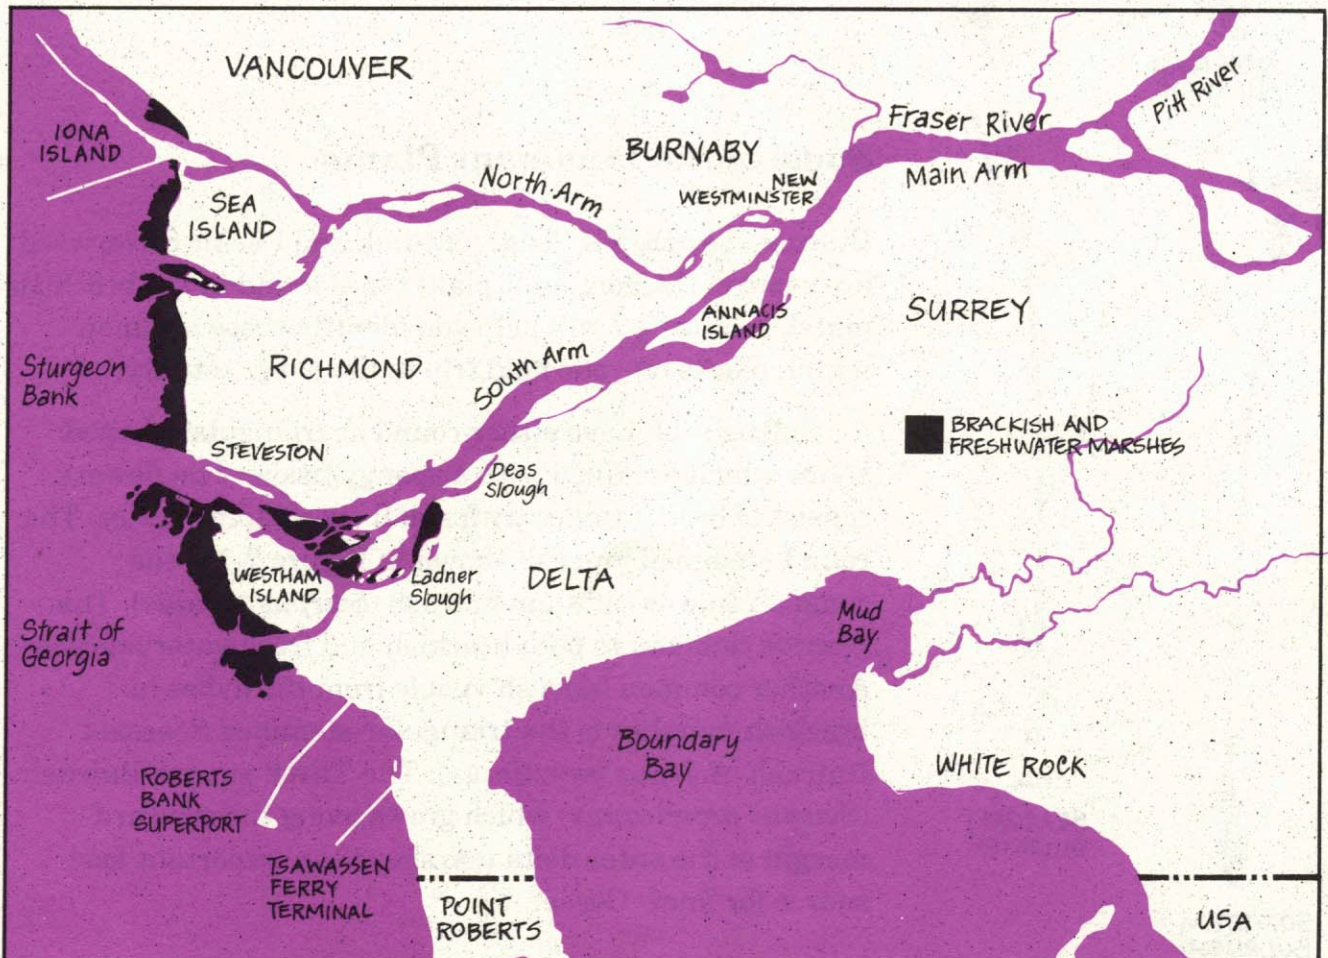 VANCOUVER
IONA
ISLAND
SEA
ISLAND
North Arm
BURNABY
NEW
WESTMINSTER
Fraser River
Main Arm
Pitt River
ANNACIS
ISLAND
SURREY
Sturgeon
Bank
RICHMOND
South Arm
BRACKISH AND
FRESHWATER MARSHES
STEVESTON
Deas
Slough
WESTHAM
ISLAND
Ladner
Slough
DELTA
Mud
Bay
Strait of
Georgia
Boundary
Bay
WHITE ROCK
ROBERTS
BANK
SUPERPORT
TSAWASSEN
FERRY
TERMINAL
POINT
ROBERTS
USA